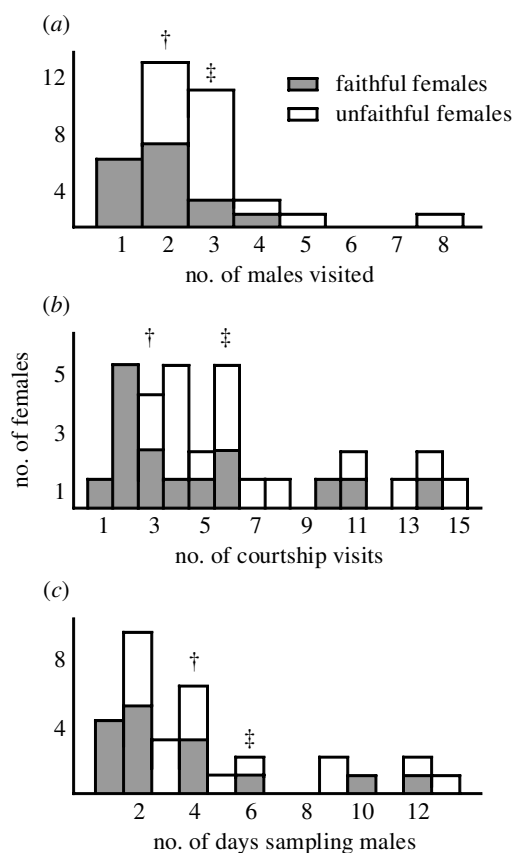 (a)
†
‡
12
8
4
faithful females
unfaithful females
1 2 3 4 5 6 7 8
no. of males visited
(b)
†
‡
5
3
1
no. of females
1 3 5 7 9 11 13 15
no. of courtship visits
(c)
†
‡
8
4
2 4 6 8 10 12
no. of days sampling males